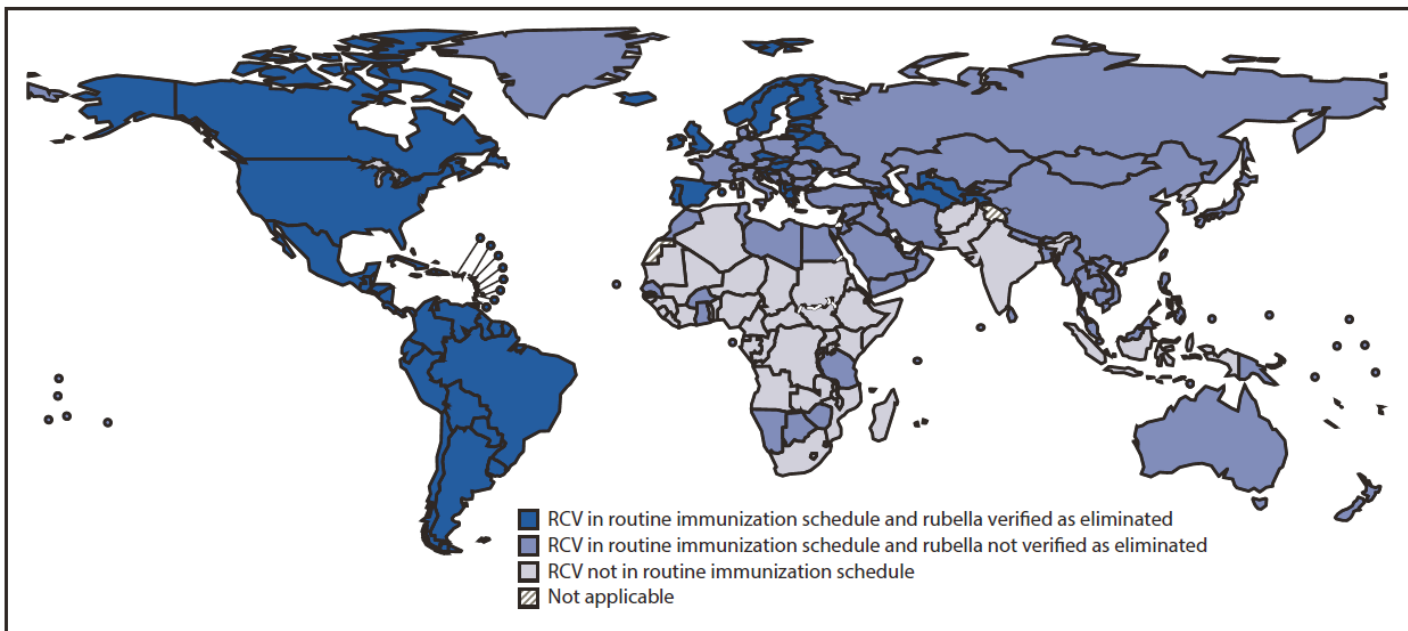 RCV in routine immunization schedule and rubella verified as eliminated
RCV in routine immunization schedule and rubella not verified as eliminated
RCV not in routine immunization schedule
Not applicable